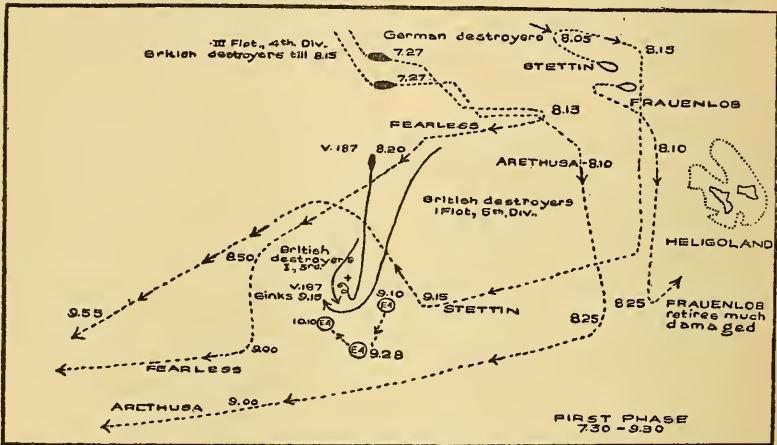 III Flot., 4th. Div.
British destroyers till 8.15
7.27
7.27
German destroyers
8.05
8.15
STETTIN
FRAUENLOB
8.13
FEARLESS
V. 187
8.20
ARETHUSA-8.10
8.10
British destroyers
I Flot, 5th. Div.
HELIGOLAND
8.50
British
destroyers
I, 3rd.
V.187
Sinks 9.10
9.10
E4
9.15
STETTIN
8.25
8.25
FRAUENLOB
retires much
damaged
9.55
10.10
E4
E4
9.28
9.00
FEARLESS
9.00
ARETHUSA
FIRST PHASE
7.30 - 9.30